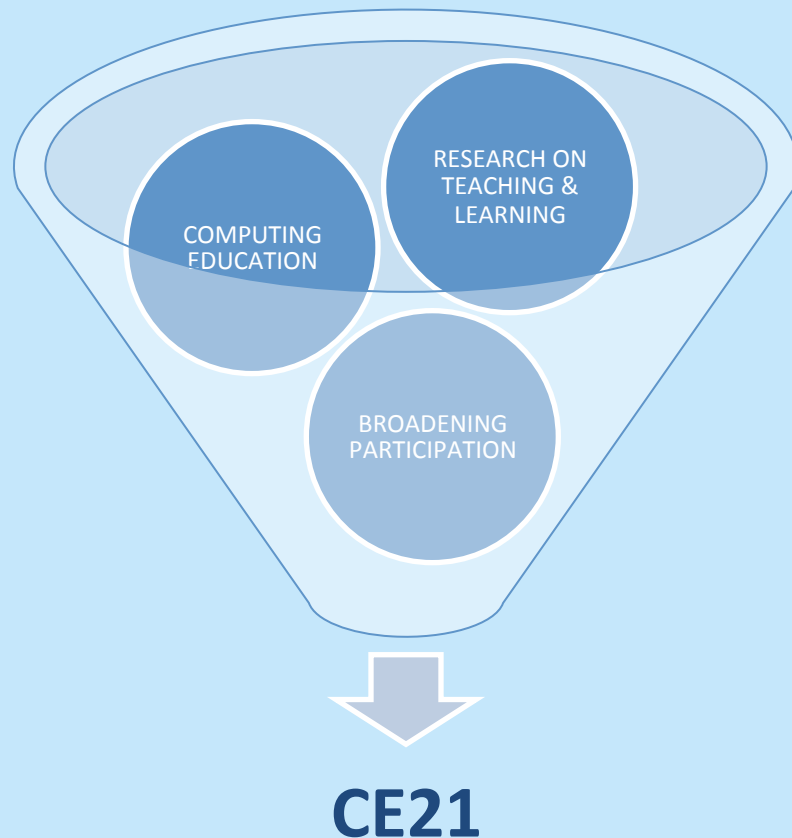 RESEARCH ON
TEACHING &
LEARNING
COMPUTING
EDUCATION
BROADENING
PARTICIPATION
CE21